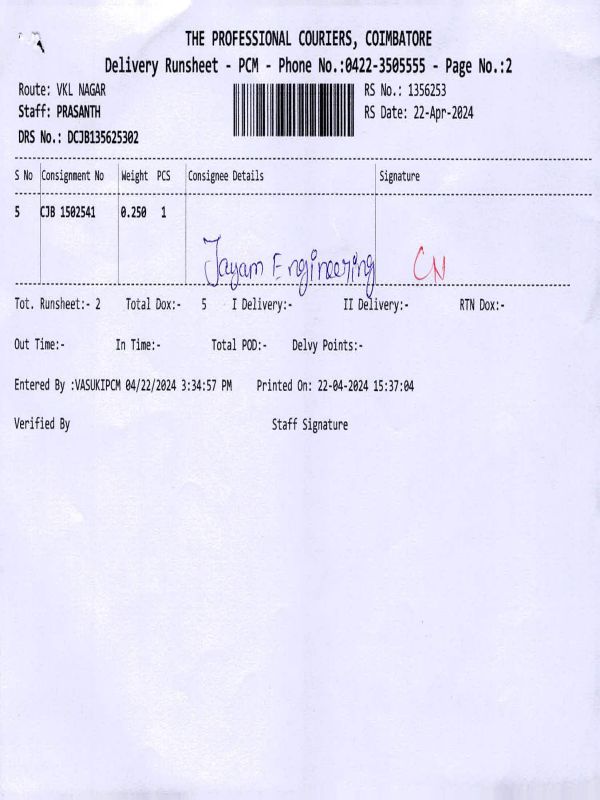 THE PROFESSIONAL COURIERS, COIMBATORE
Delivery Runsheet - PCM - Phone No.:0422-3505555 - Page No.:2
Route: VKL NAGAR RS No.: 1356253
Staff: PRASANTH RS Date: 22-Apr-2024
DRS No.: DCJB135625302
S No Consignment No Weight PCS Consignee Details Signature
5 CJB 1502541 0.250 1
Jayam Engineering CN
Tot. Runsheet:- 2 Total Dox:- 5 I Delivery:- II Delivery:- RTN Dox:-
Out Time:- In Time:- Total POD:- Delvy Points:-
Entered By :VASUKIPCM 04/22/2024 3:34:57 PM Printed On: 22-04-2024 15:37:04
Verified By Staff Signature